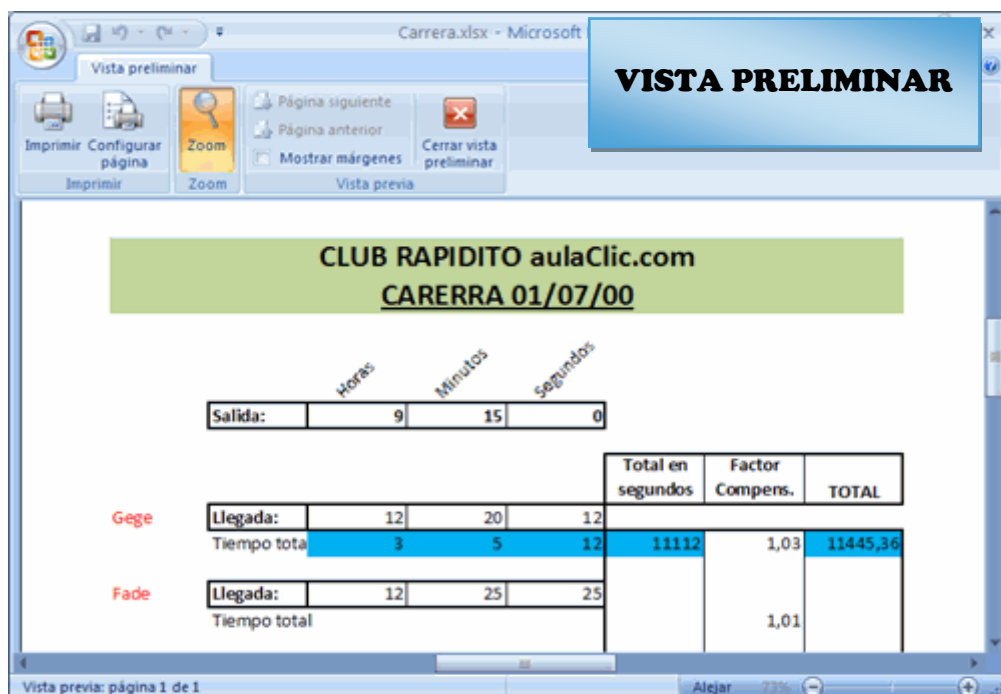 Carrera.xlsx - Microsoft
VISTA PRELIMINAR
Vista preliminar
Imprimir
Configurar página
Zoom
Página siguiente
Página anterior
Mostrar márgenes
Cerrar vista preliminar
Imprimir Zoom Vista previa
CLUB RAPIDITO aulaClic.com
CARERRA 01/07/00
Horas Minutos Segundos
Salida: 9 15 0
Total en segundos
Factor Compens.
TOTAL
Gege Llegada: 12 20 12
Tiempo tota 3 5 12 11112 1,03 11445,36
Fade Llegada: 12 25 25
Tiempo total 1,01
Vista previa: página 1 de 1 Alejar 73%